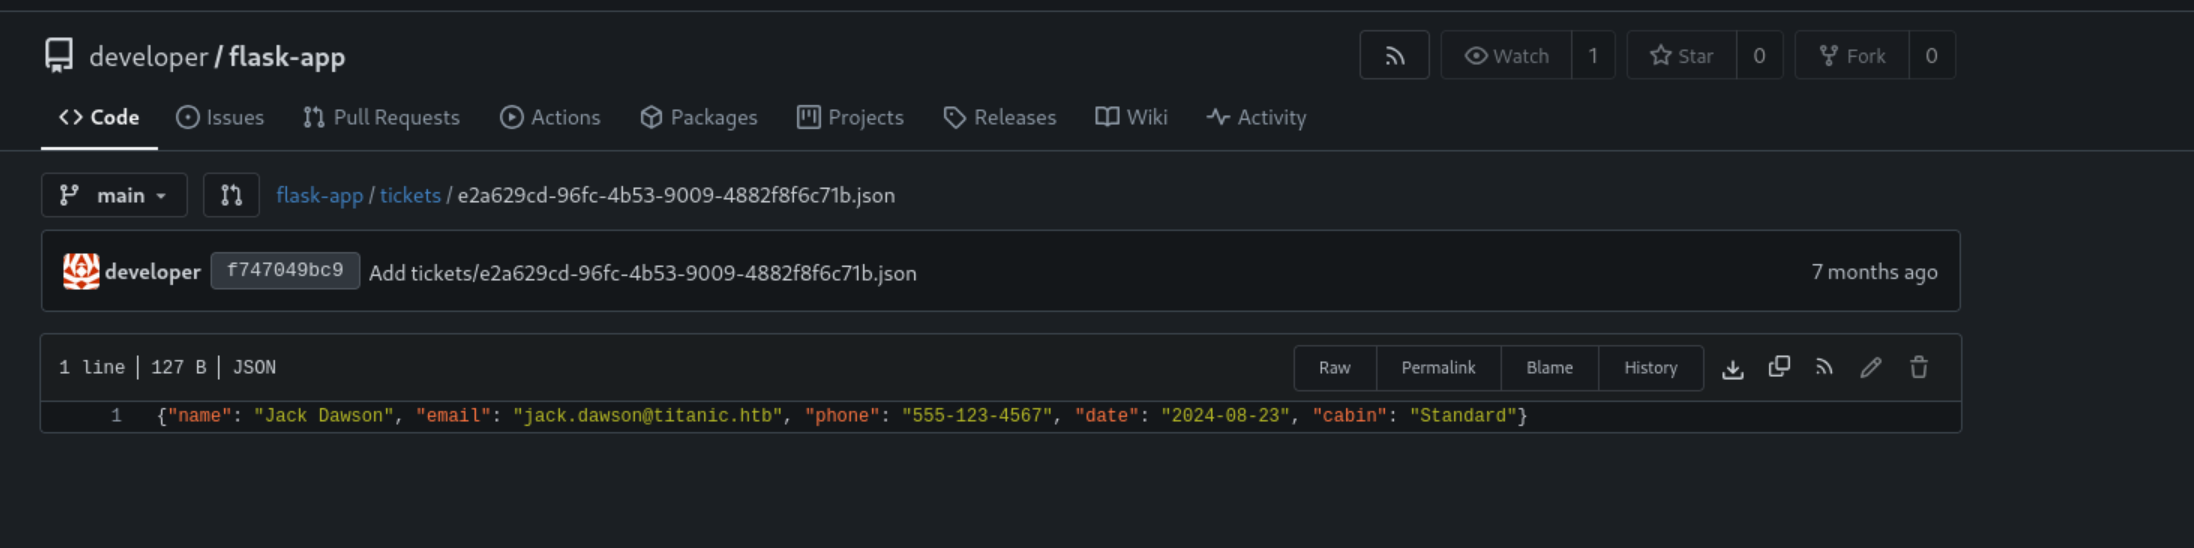 developer / flask-app
Watch 1 Star 0 Fork 0
Code Issues Pull Requests Actions Packages Projects Releases Wiki Activity
main flask-app / tickets / e2a629cd-96fc-4b53-9009-4882f8f6c71b.json
developer f747049bc9 Add tickets/e2a629cd-96fc-4b53-9009-4882f8f6c71b.json 7 months ago
1 line | 127 B | JSON Raw Permalink Blame History
1 {"name": "Jack Dawson", "email": "jack.dawson@titanic.htb", "phone": "555-123-4567", "date": "2024-08-23", "cabin": "Standard"}